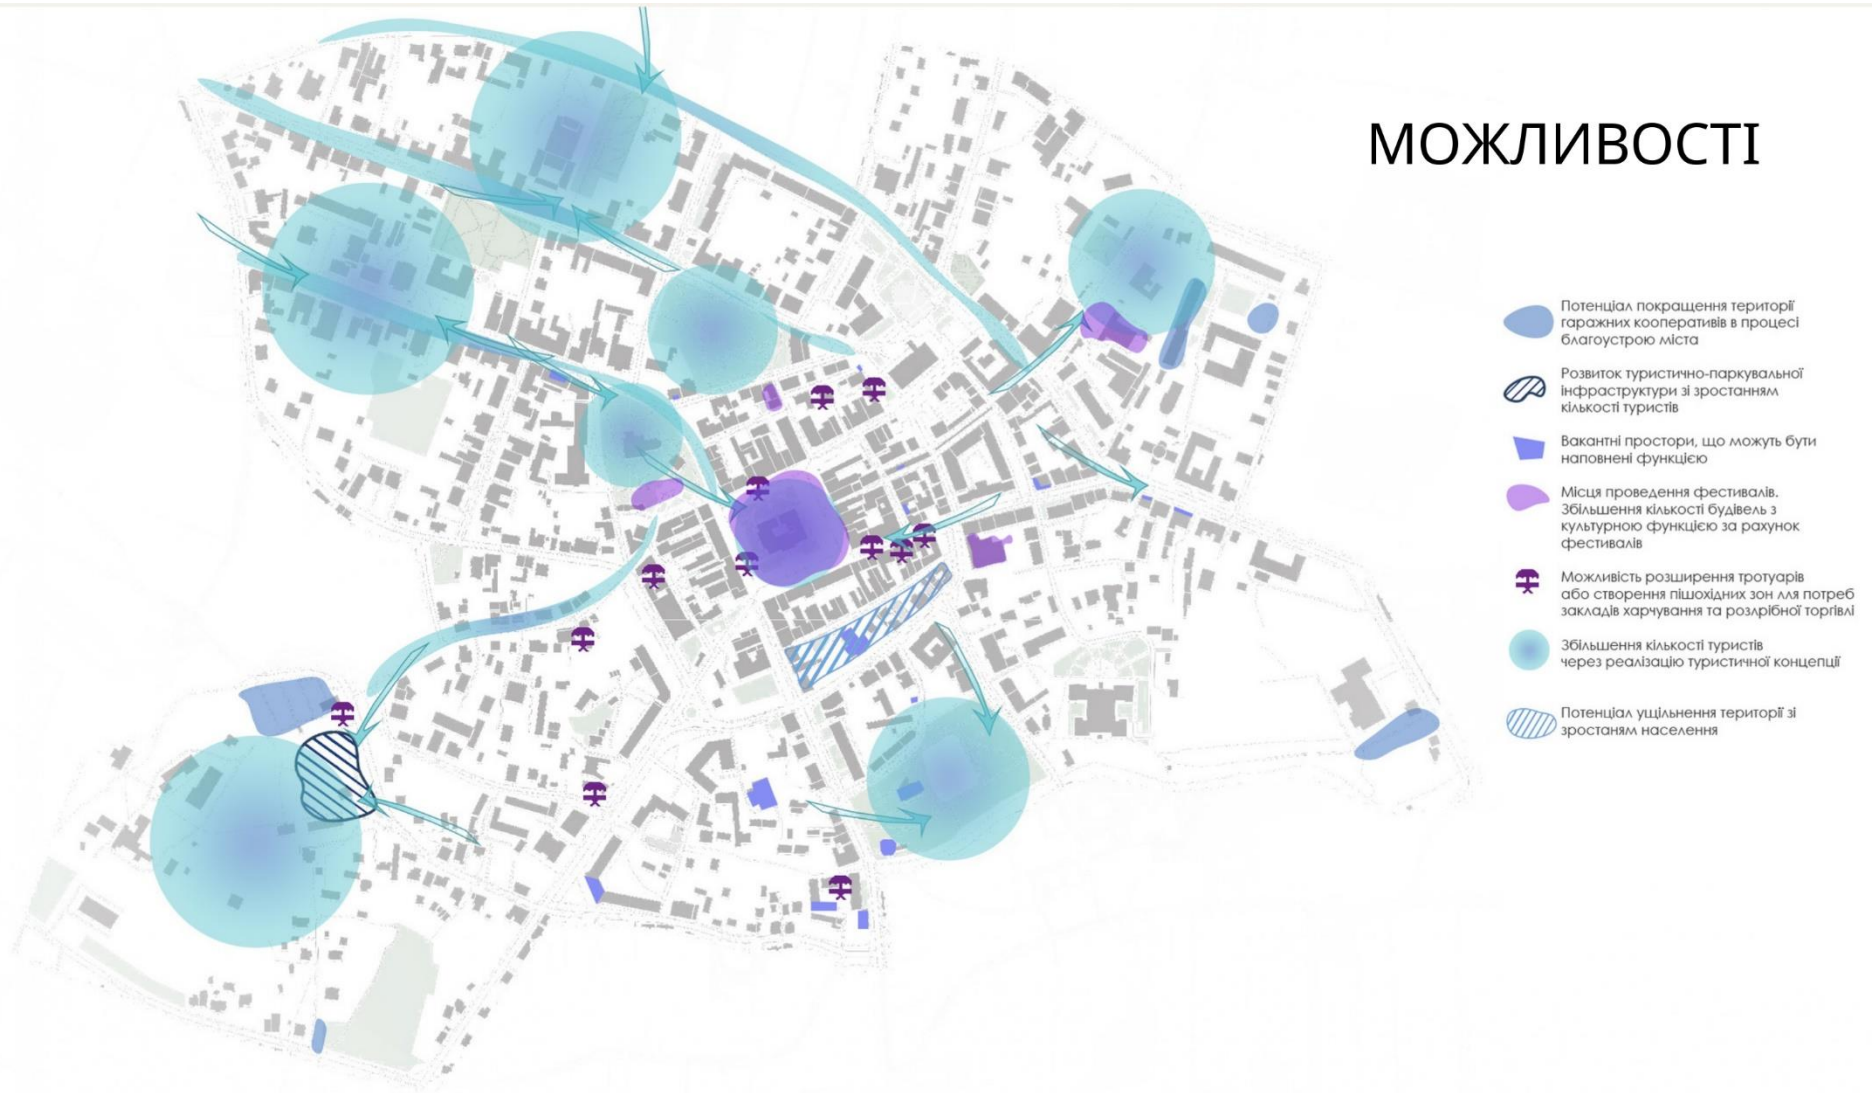 МОЖЛИВОСТІ
Потенціал покращення території
гаражних кооперативів в процесі
благоустрою міста
Розвиток туристично-паркувальної
інфраструктури зі зростанням
кількості туристів
Вакантні простори, що можуть бути
наповнені функцією
Місця проведення фестивалів.
Збільшення кількості будівель з
культурною функцією за рахунок
фестивалів
Можливість розширення тротуарів
або створення пішохідних зон для потреб
закладів харчування та роздрібної торгівлі
Збільшення кількості туристів
через реалізацію туристичної концепції
Потенціал ущільнення території зі
зростаням населення